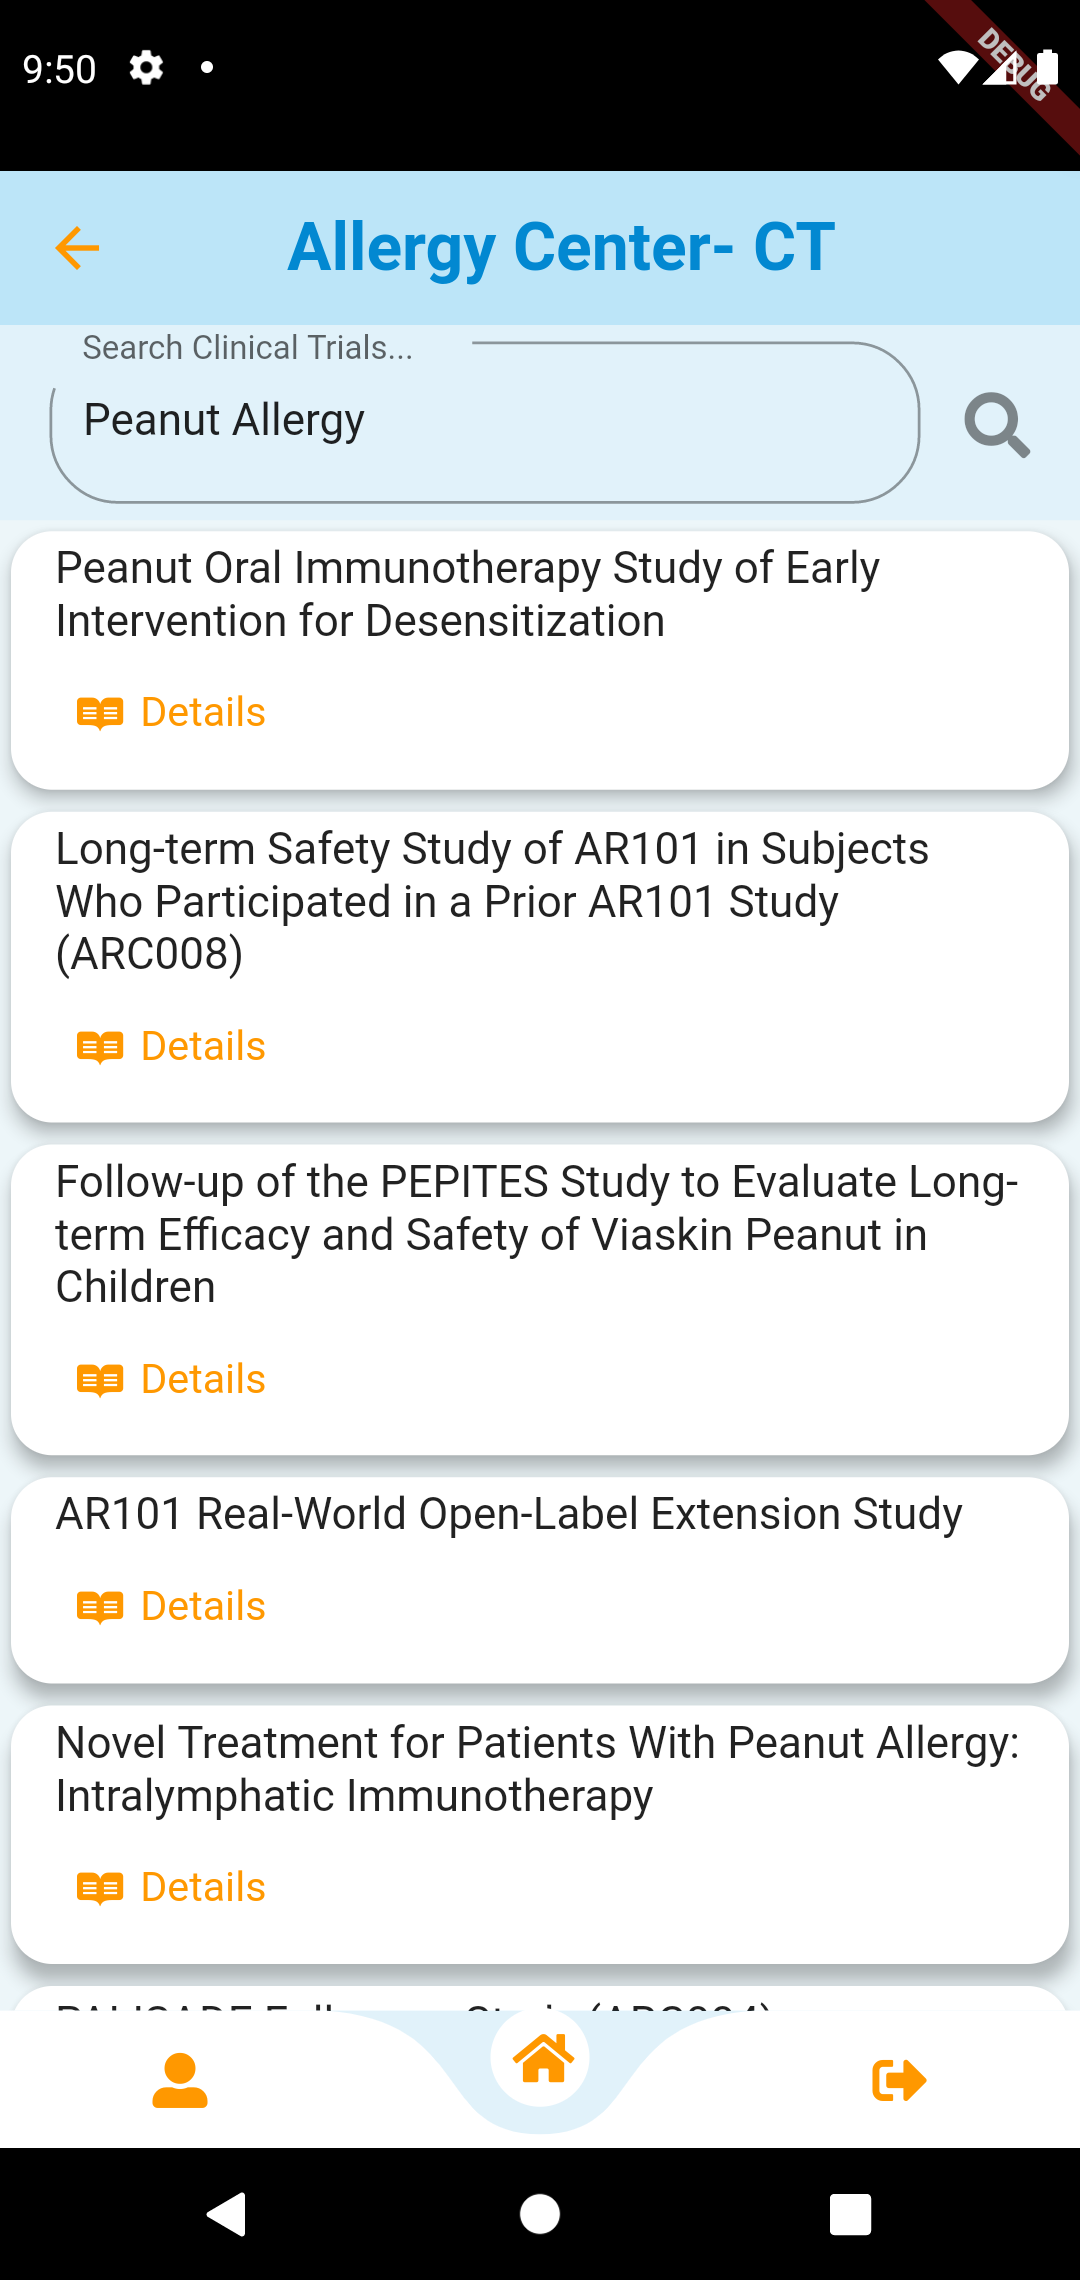 9:50
DEBUG
Allergy Center- CT
Search Clinical Trials...
Peanut Allergy
Peanut Oral Immunotherapy Study of Early
Intervention for Desensitization
Details
Long-term Safety Study of AR101 in Subjects
Who Participated in a Prior AR101 Study
(ARC008)
Details
Follow-up of the PEPITES Study to Evaluate Long-
term Efficacy and Safety of Viaskin Peanut in
Children
Details
AR101 Real-World Open-Label Extension Study
Details
Novel Treatment for Patients With Peanut Allergy:
Intralymphatic Immunotherapy
Details